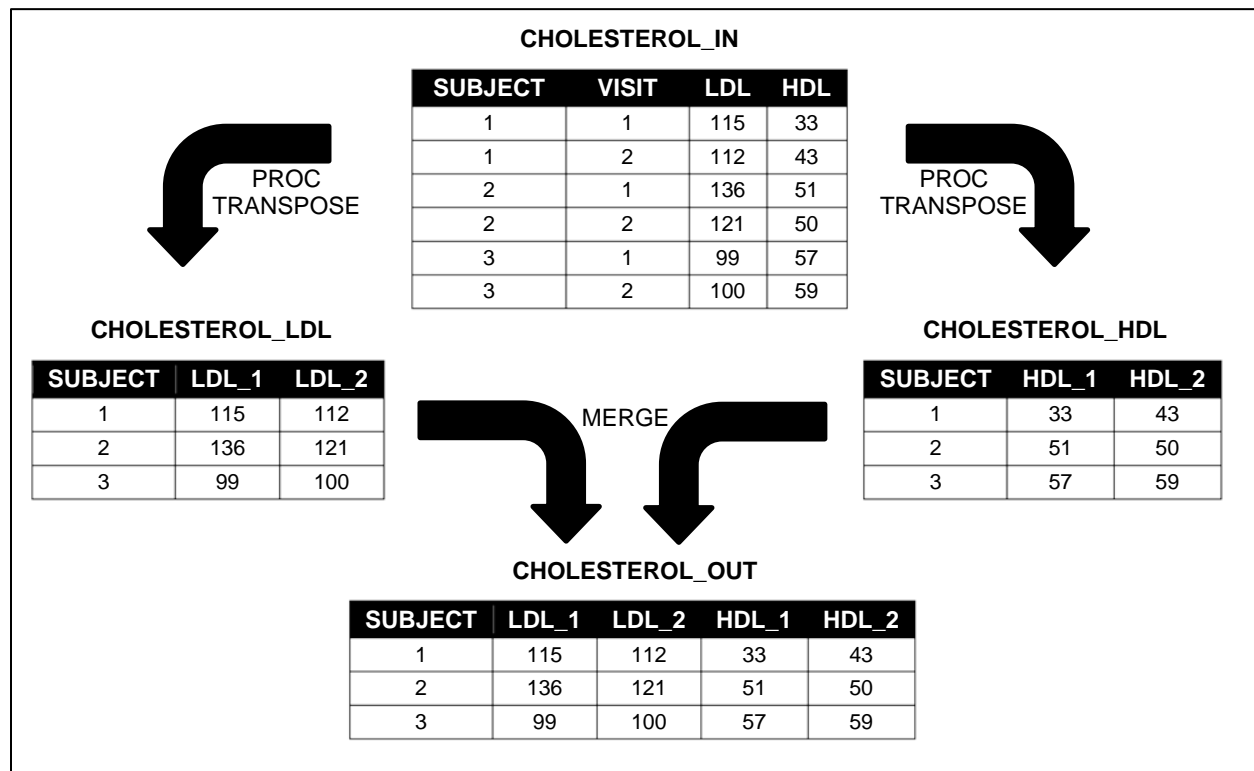 CHOLESTEROL_IN
SUBJECT VISIT LDL HDL
1 1 115 33
1 2 112 43
2 1 136 51
2 2 121 50
3 1 99 57
3 2 100 59
PROC
TRANSPOSE
PROC
TRANSPOSE
CHOLESTEROL_LDL
SUBJECT LDL_1 LDL_2
1 115 112
2 136 121
3 99 100
MERGE
CHOLESTEROL_HDL
SUBJECT HDL_1 HDL_2
1 33 43
2 51 50
3 57 59
CHOLESTEROL_OUT
SUBJECT LDL_1 LDL_2 HDL_1 HDL_2
1 115 112 33 43
2 136 121 51 50
3 99 100 57 59